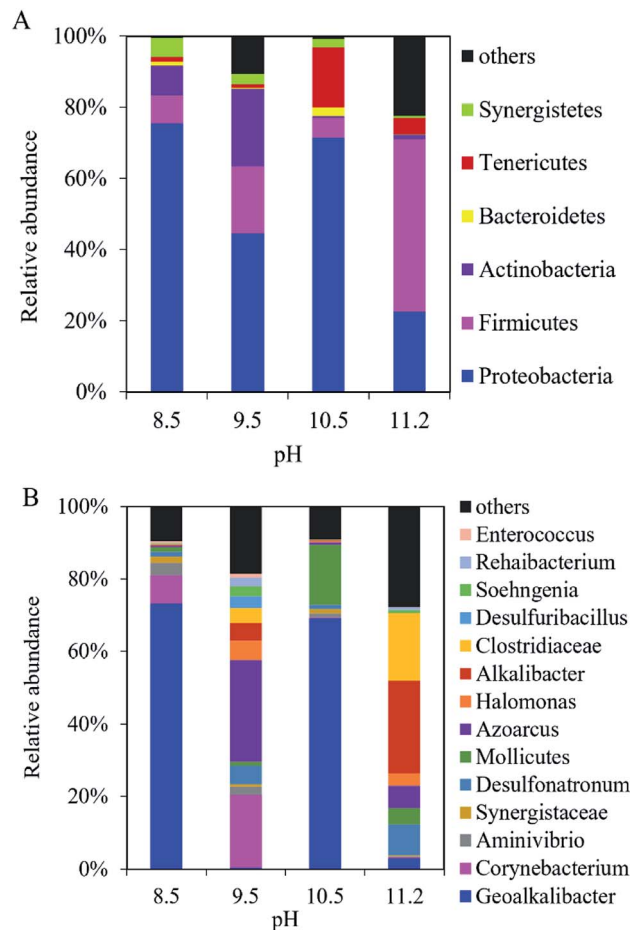 A
100%
80%
60%
40%
20%
0%
Relative abundance
8.5
9.5
10.5
11.2
pH
others
Synergistetes
Tenericutes
Bacteroidetes
Actinobacteria
Firmicutes
Proteobacteria
B
100%
80%
60%
40%
20%
0%
Relative abundance
8.5
9.5
10.5
11.2
pH
others
Enterococcus
Rehaibacterium
Soehngenia
Desulfuribacillus
Clostridiaceae
Alkalibacter
Halomonas
Azoarcus
Mollicutes
Desulfonatronum
Synergistaceae
Aminivibrio
Corynebacterium
Geoalkalibacter